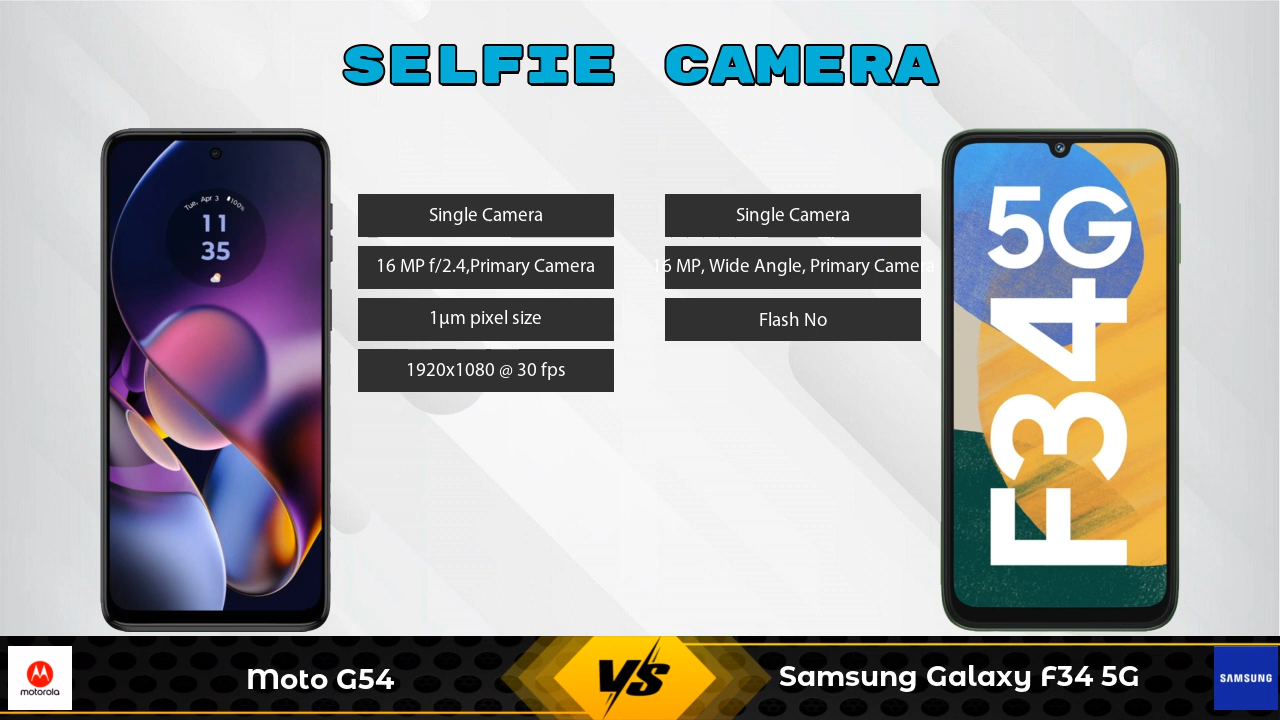 SELFIE CAMERA
Tue, Apr 3 100%
11
35
Single Camera
16 MP f/2.4,Primary Camera
1µm pixel size
1920x1080 @ 30 fps
Single Camera
16 MP, Wide Angle, Primary Camera
Flash No
F34 5G
motorola
Moto G54
VS
Samsung Galaxy F34 5G
SAMSUNG